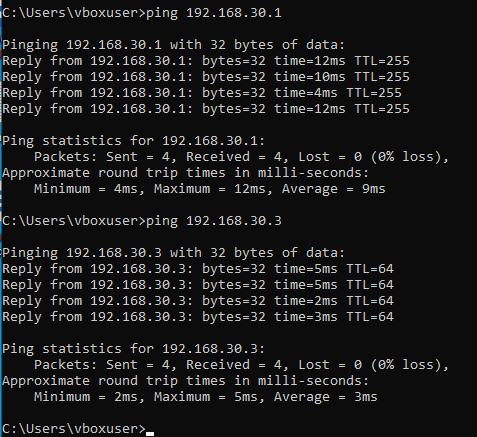 C:\Users\vboxuser>ping 192.168.30.1
Pinging 192.168.30.1 with 32 bytes of data:
Reply from 192.168.30.1: bytes=32 time=12ms TTL=255
Reply from 192.168.30.1: bytes=32 time=10ms TTL=255
Reply from 192.168.30.1: bytes=32 time=4ms TTL=255
Reply from 192.168.30.1: bytes=32 time=12ms TTL=255
Ping statistics for 192.168.30.1:
    Packets: Sent = 4, Received = 4, Lost = 0 (0% loss),
Approximate round trip times in milli-seconds:
    Minimum = 4ms, Maximum = 12ms, Average = 9ms
C:\Users\vboxuser>ping 192.168.30.3
Pinging 192.168.30.3 with 32 bytes of data:
Reply from 192.168.30.3: bytes=32 time=5ms TTL=64
Reply from 192.168.30.3: bytes=32 time=5ms TTL=64
Reply from 192.168.30.3: bytes=32 time=2ms TTL=64
Reply from 192.168.30.3: bytes=32 time=3ms TTL=64
Ping statistics for 192.168.30.3:
    Packets: Sent = 4, Received = 4, Lost = 0 (0% loss),
Approximate round trip times in milli-seconds:
    Minimum = 2ms, Maximum = 5ms, Average = 3ms
C:\Users\vboxuser>